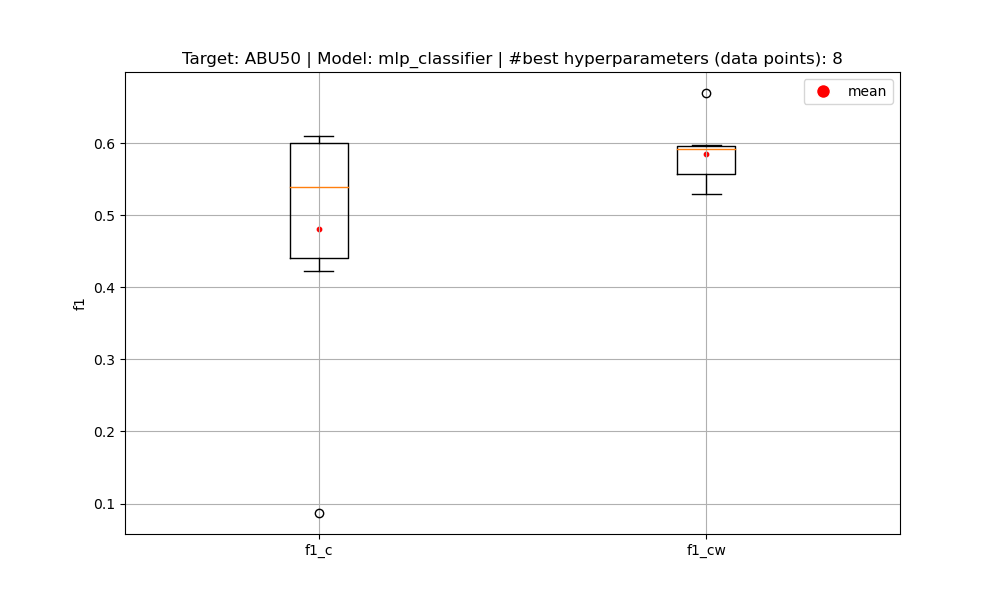 Target: ABU50 | Model: mlp_classifier | #best hyperparameters (data points): 8
mean
0.6
0.5
0.4
0.3
0.2
0.1
f1
f1_c
f1_cw